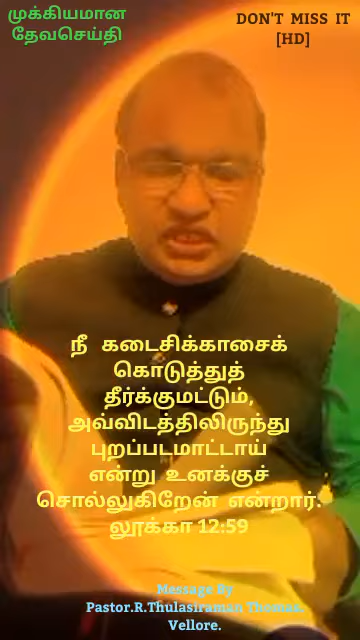 முக்கியமான
தேவசெய்தி
DON'T MISS IT
[HD]
நீ கடைசிக்காசைக்
கொடுத்துத்
தீர்க்குமட்டும்,
அவ்விடத்திலிருந்து
புறப்படமாட்டாய்
என்று உனக்குச்
சொல்லுகிறேன் என்றார்.
லூக்கா 12:59
Message By
Pastor.R.Thulasiraman Thomas.
Vellore.